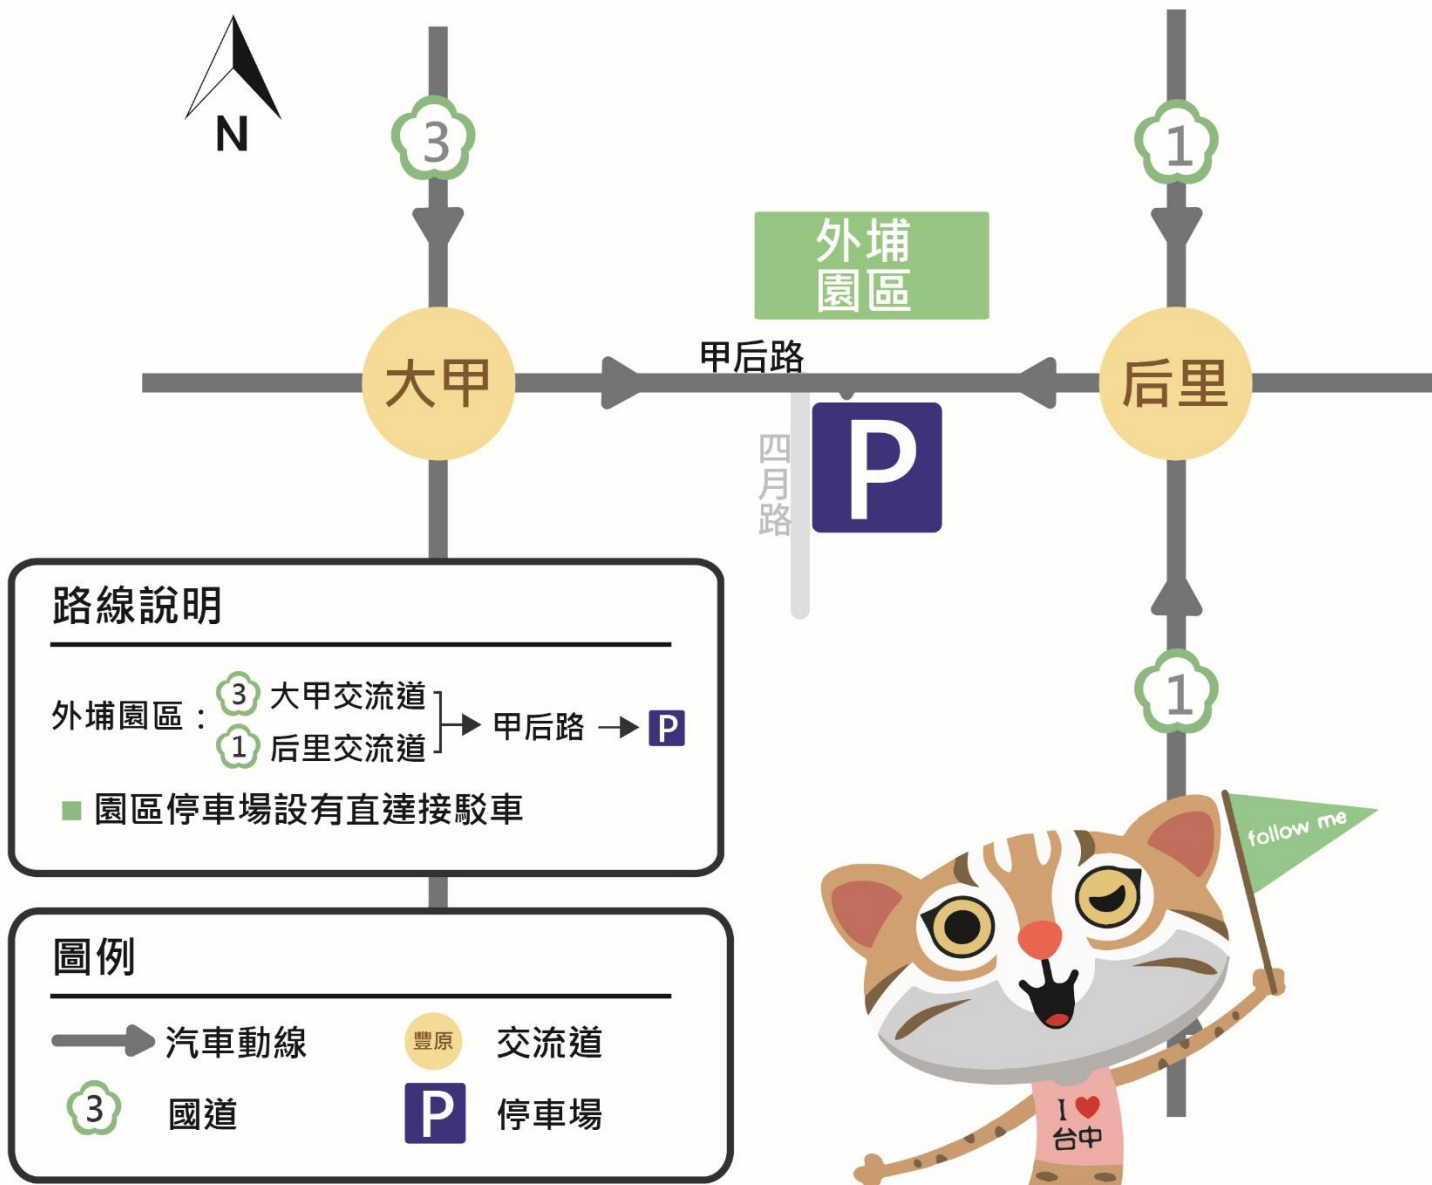 N
3
1
外埔
園區
甲后路
大甲
后里
四月路
P
1
路線說明
外埔園區：
3 大甲交流道
1 后里交流道
甲后路
P
園區停車場設有直達接駁車
圖例
汽車動線
豐原 交流道
3 國道
P 停車場
follow me
I
台中